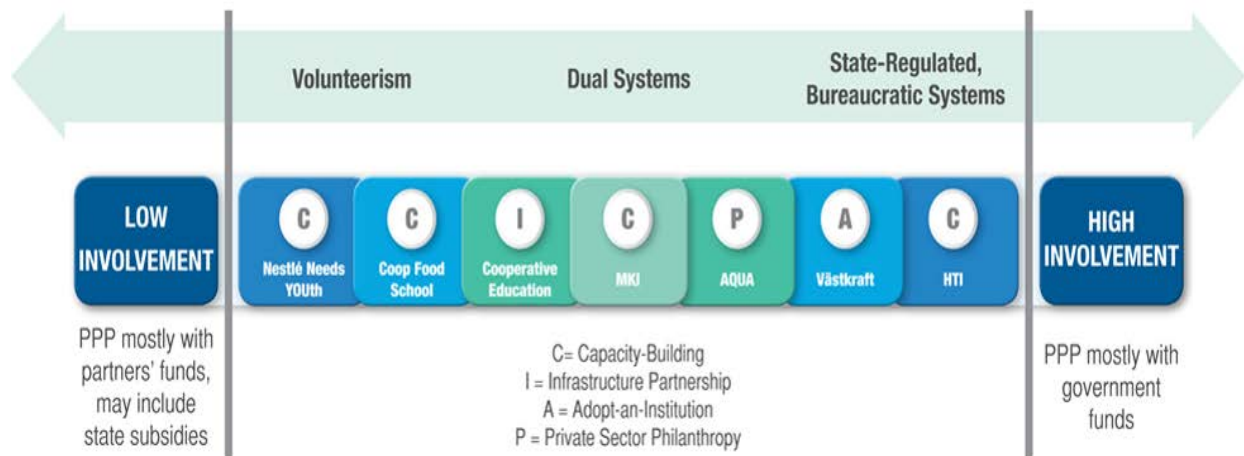 Volunteerism
Dual Systems
State-Regulated,
Bureaucratic Systems
LOW
INVOLVEMENT
C
Nestlé Needs
YOUth
C
Coop Food
School
I
Cooperative
Education
C
MKI
P
AQUA
A
Västkraft
C
HTI
HIGH
INVOLVEMENT
PPP mostly with
partners' funds,
may include
state subsidies
C= Capacity-Building
I = Infrastructure Partnership
A = Adopt-an-Institution
P = Private Sector Philanthropy
PPP mostly with
government
funds